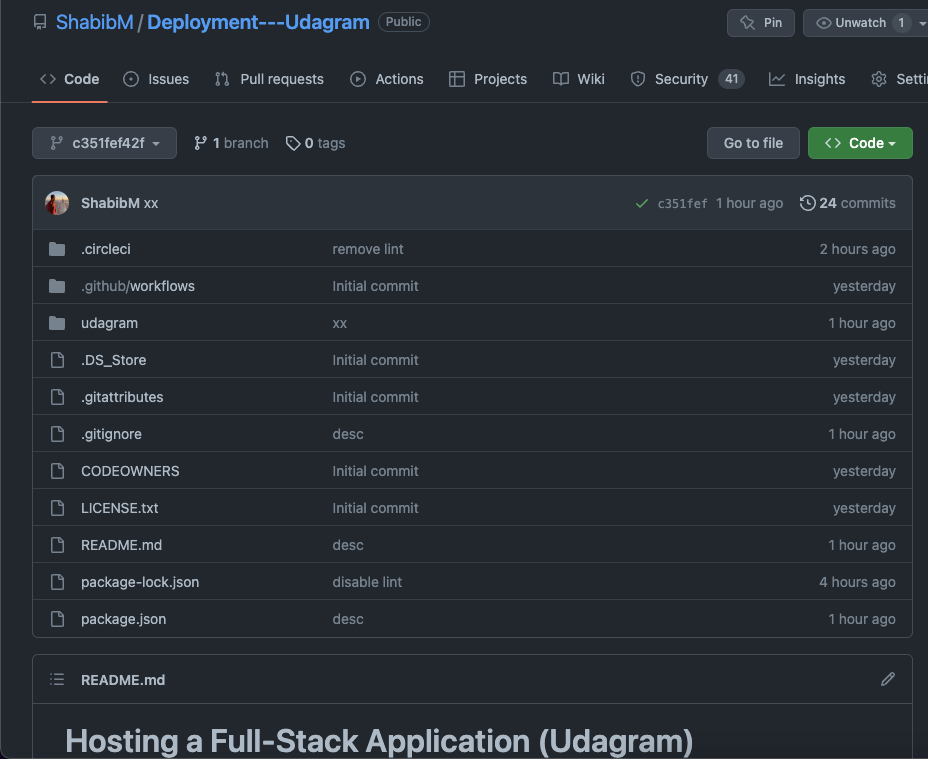 ShabibM / Deployment---Udagram Public Pin Unwatch 1
Code Issues Pull requests Actions Projects Wiki Security 41 Insights Setti
c351fef42f 1 branch 0 tags Go to file Code
ShabibM xx c351fef 1 hour ago 24 commits
.circleci remove lint 2 hours ago
.github/workflows Initial commit yesterday
udagram xx 1 hour ago
.DS_Store Initial commit yesterday
.gitattributes Initial commit yesterday
.gitignore desc 1 hour ago
CODEOWNERS Initial commit yesterday
LICENSE.txt Initial commit yesterday
README.md desc 1 hour ago
package-lock.json disable lint 4 hours ago
package.json desc 1 hour ago
README.md
Hosting a Full-Stack Application (Udagram)